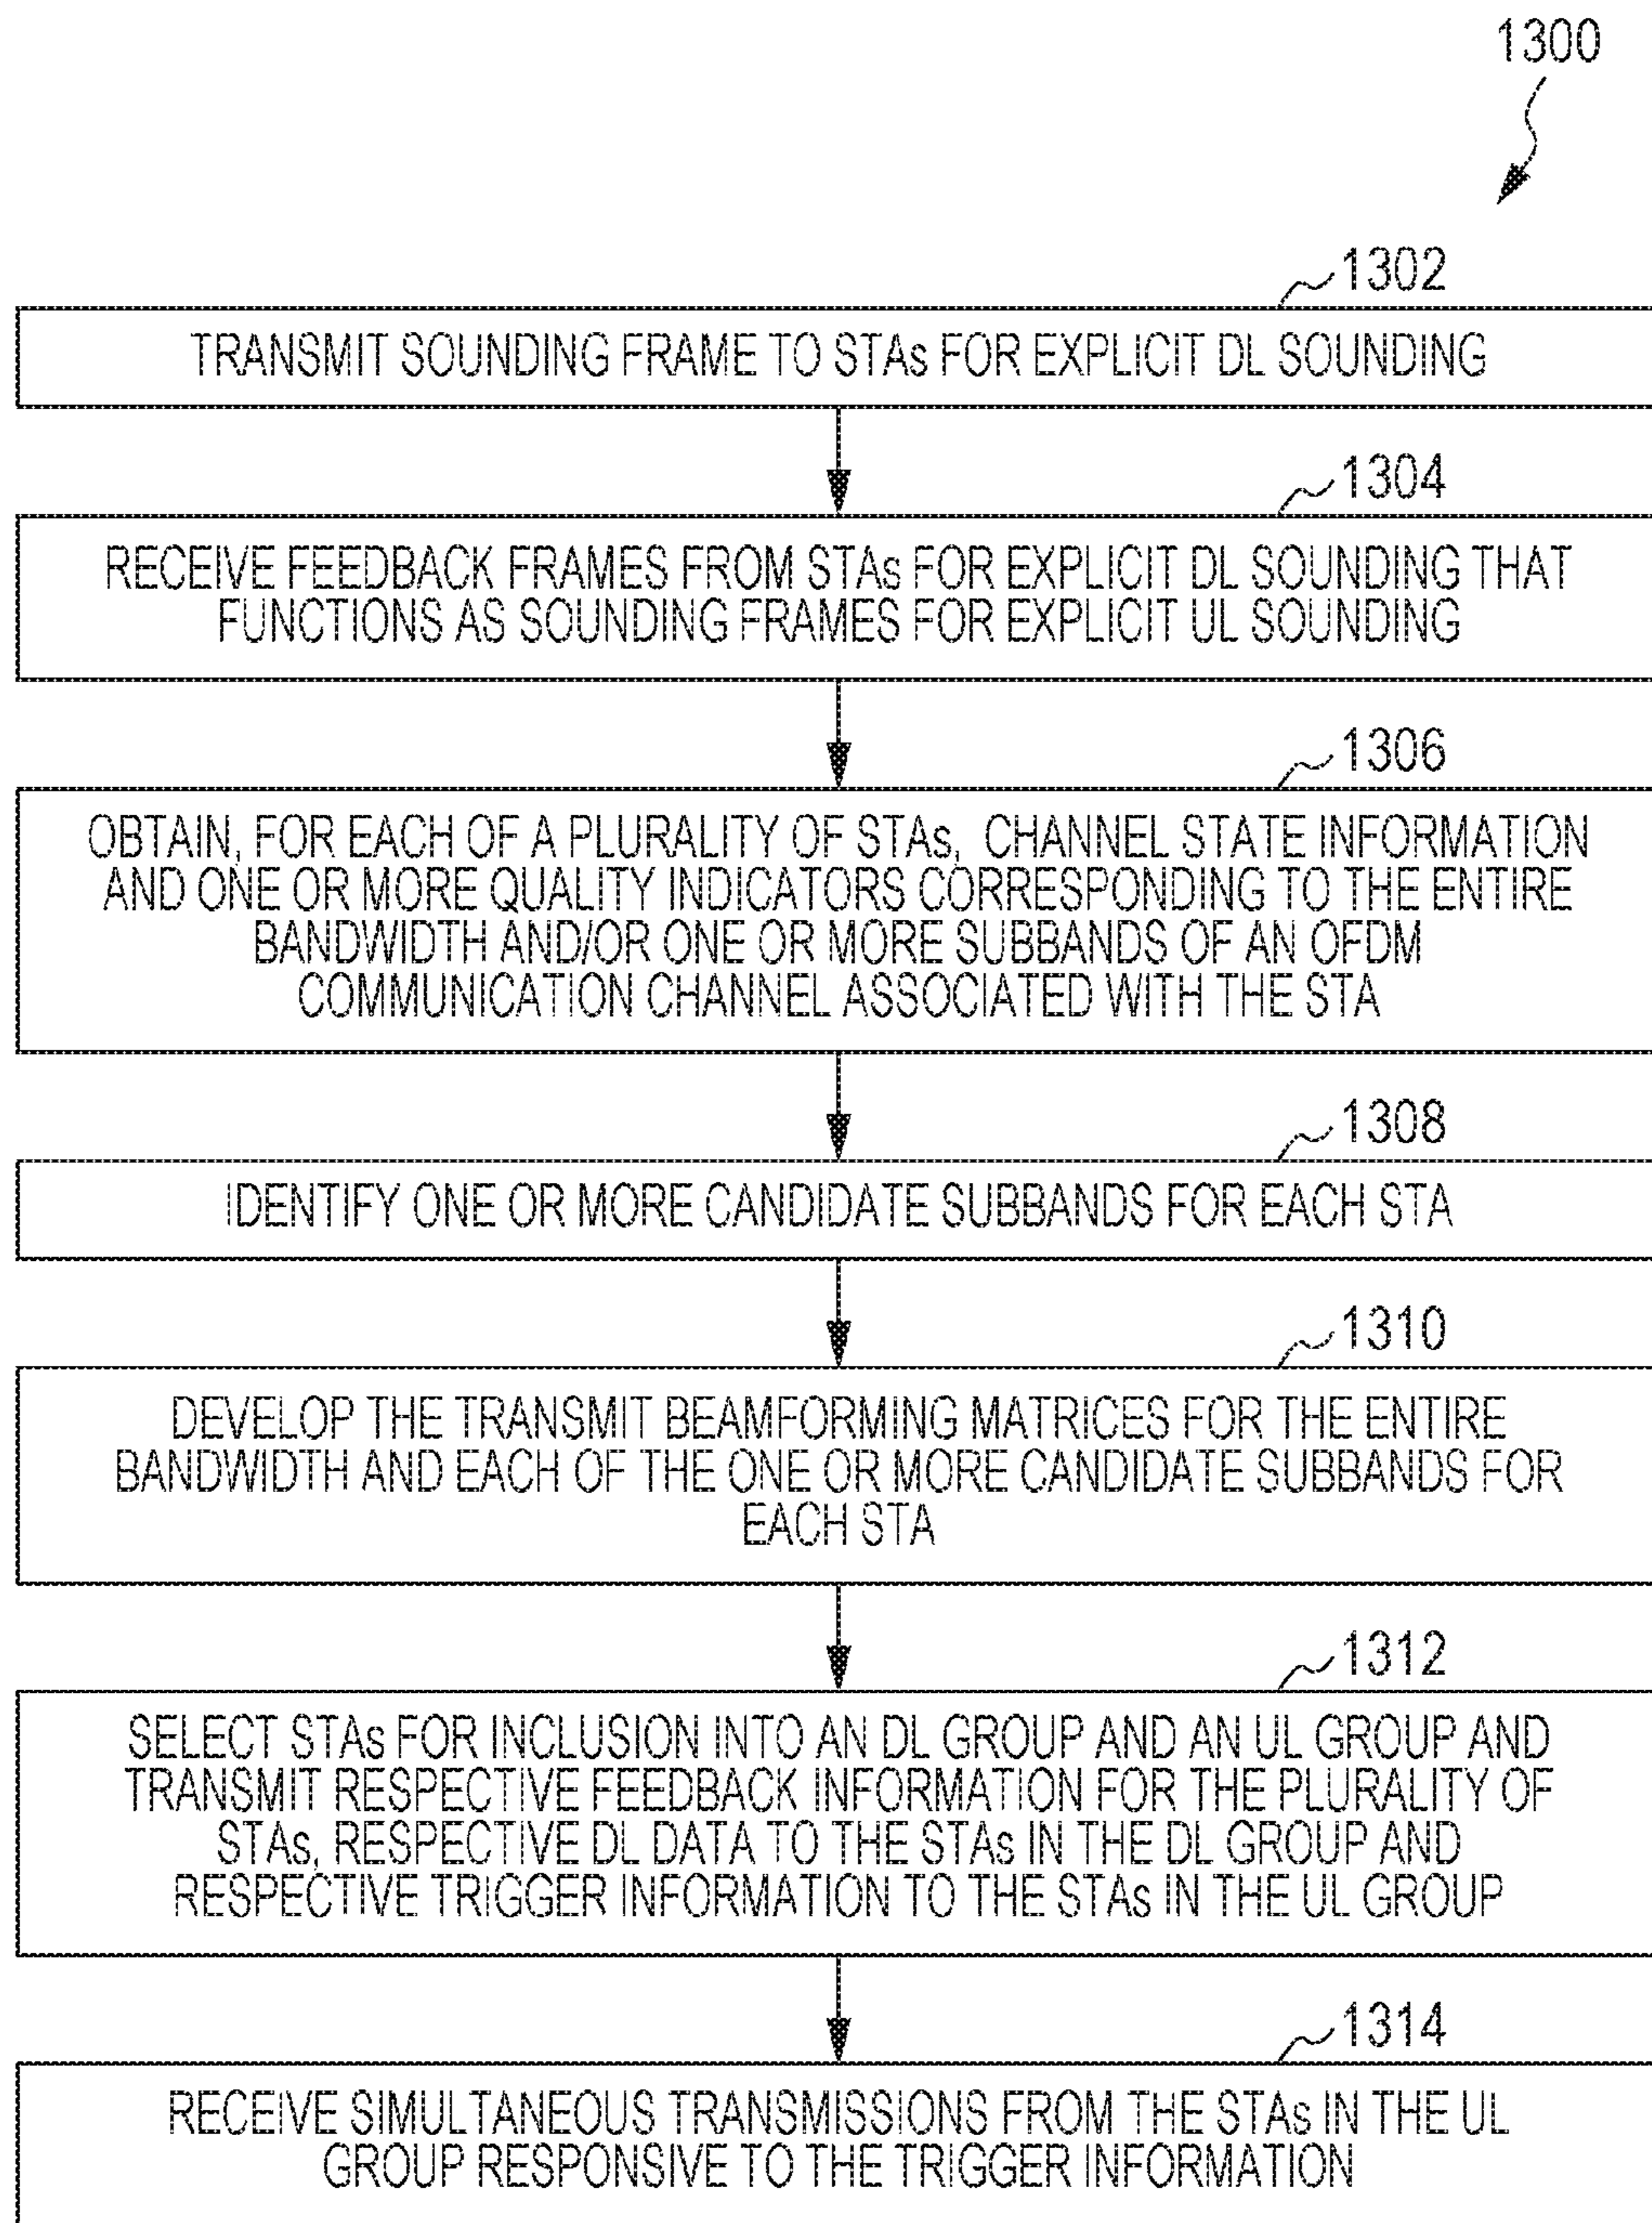 1300
1302
TRANSMIT SOUNDING FRAME TO STAs FOR EXPLICIT DL SOUNDING
1304
RECEIVE FEEDBACK FRAMES FROM STAs FOR EXPLICIT DL SOUNDING THAT
FUNCTIONS AS SOUNDING FRAMES FOR EXPLICIT UL SOUNDING
1306
OBTAIN, FOR EACH OF A PLURALITY OF STAs, CHANNEL STATE INFORMATION
AND ONE OR MORE QUALITY INDICATORS CORRESPONDING TO THE ENTIRE
BANDWIDTH AND/OR ONE OR MORE SUBBANDS OF AN OFDM
COMMUNICATION CHANNEL ASSOCIATED WITH THE STA
1308
IDENTIFY ONE OR MORE CANDIDATE SUBBANDS FOR EACH STA
1310
DEVELOP THE TRANSMIT BEAMFORMING MATRICES FOR THE ENTIRE
BANDWIDTH AND EACH OF THE ONE OR MORE CANDIDATE SUBBANDS FOR
EACH STA
1312
SELECT STAs FOR INCLUSION INTO AN DL GROUP AND AN UL GROUP AND
TRANSMIT RESPECTIVE FEEDBACK INFORMATION FOR THE PLURALITY OF
STAs, RESPECTIVE DL DATA TO THE STAs IN THE DL GROUP AND
RESPECTIVE TRIGGER INFORMATION TO THE STAs IN THE UL GROUP
1314
RECEIVE SIMULTANEOUS TRANSMISSIONS FROM THE STAs IN THE UL
GROUP RESPONSIVE TO THE TRIGGER INFORMATION